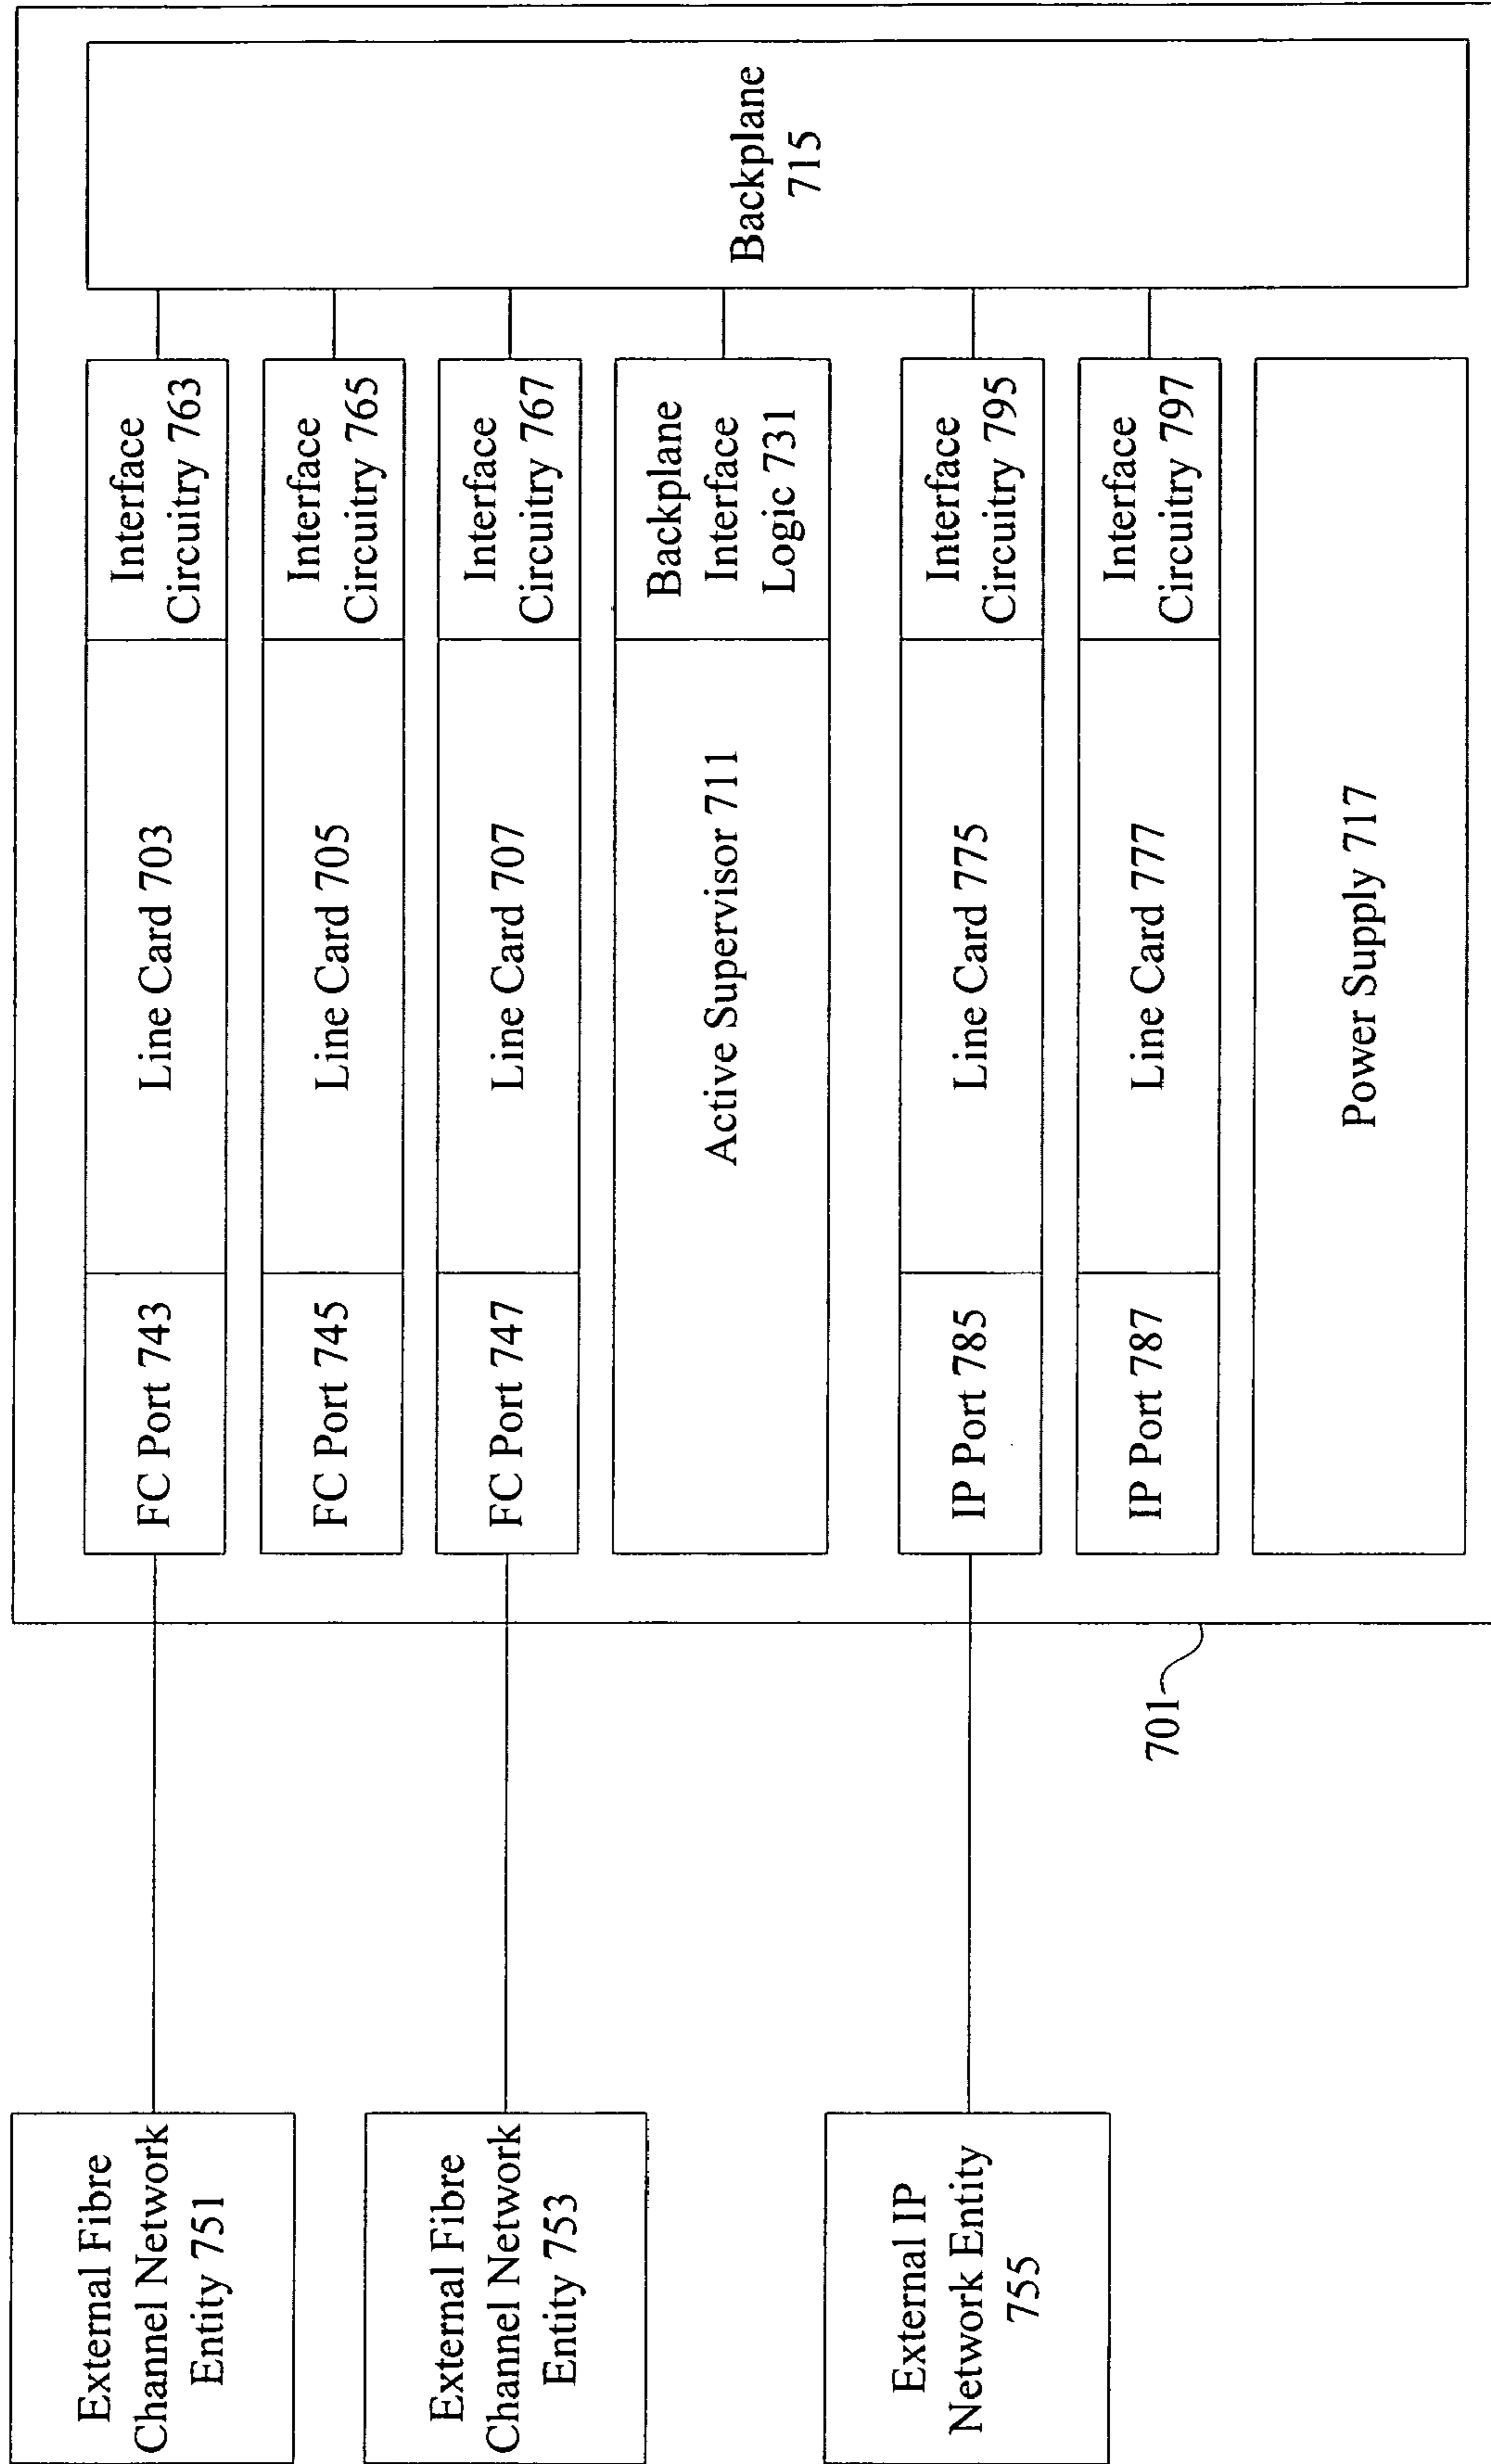 External Fibre
Channel Network
Entity 751
External Fibre
Channel Network
Entity 753
External IP
Network Entity
755
701
FC Port 743
Line Card 703
Interface
Circuitry 763
FC Port 745
Line Card 705
Interface
Circuitry 765
FC Port 747
Line Card 707
Interface
Circuitry 767
Active Supervisor 711
Backplane
Interface
Logic 731
IP Port 785
Line Card 775
Interface
Circuitry 795
IP Port 787
Line Card 777
Interface
Circuitry 797
Power Supply 717
Backplane
715